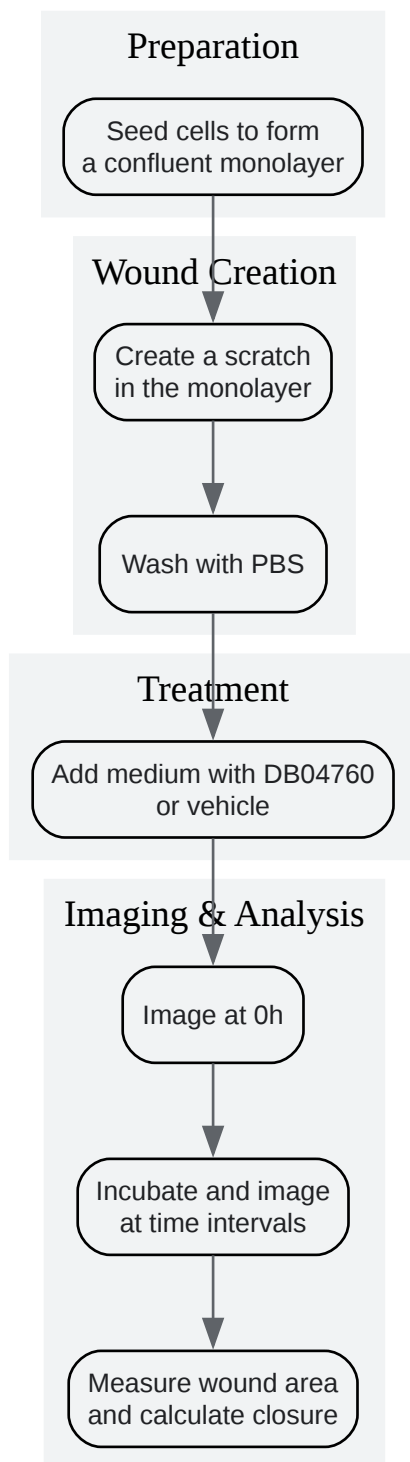 Preparation
Seed cells to form
a confluent monolayer
Wound Creation
Create a scratch
in the monolayer
Wash with PBS
Treatment
Add medium with DB04760
or vehicle
Imaging & Analysis
Image at 0h
Incubate and image
at time intervals
Measure wound area
and calculate closure